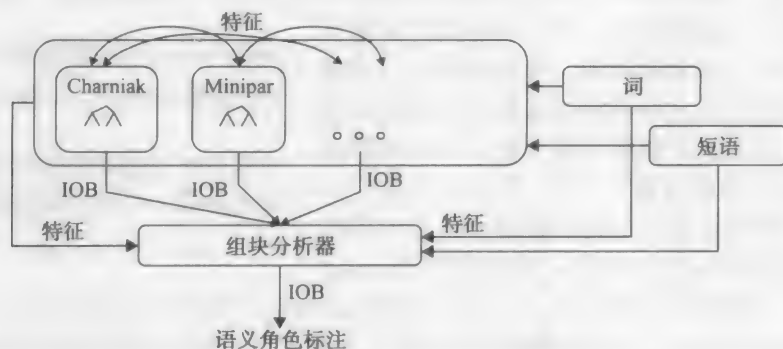 特征
Charniak
Minipar
词
短语
IOB
IOB
IOB
特征
特征
组块分析器
IOB
语义角色标注